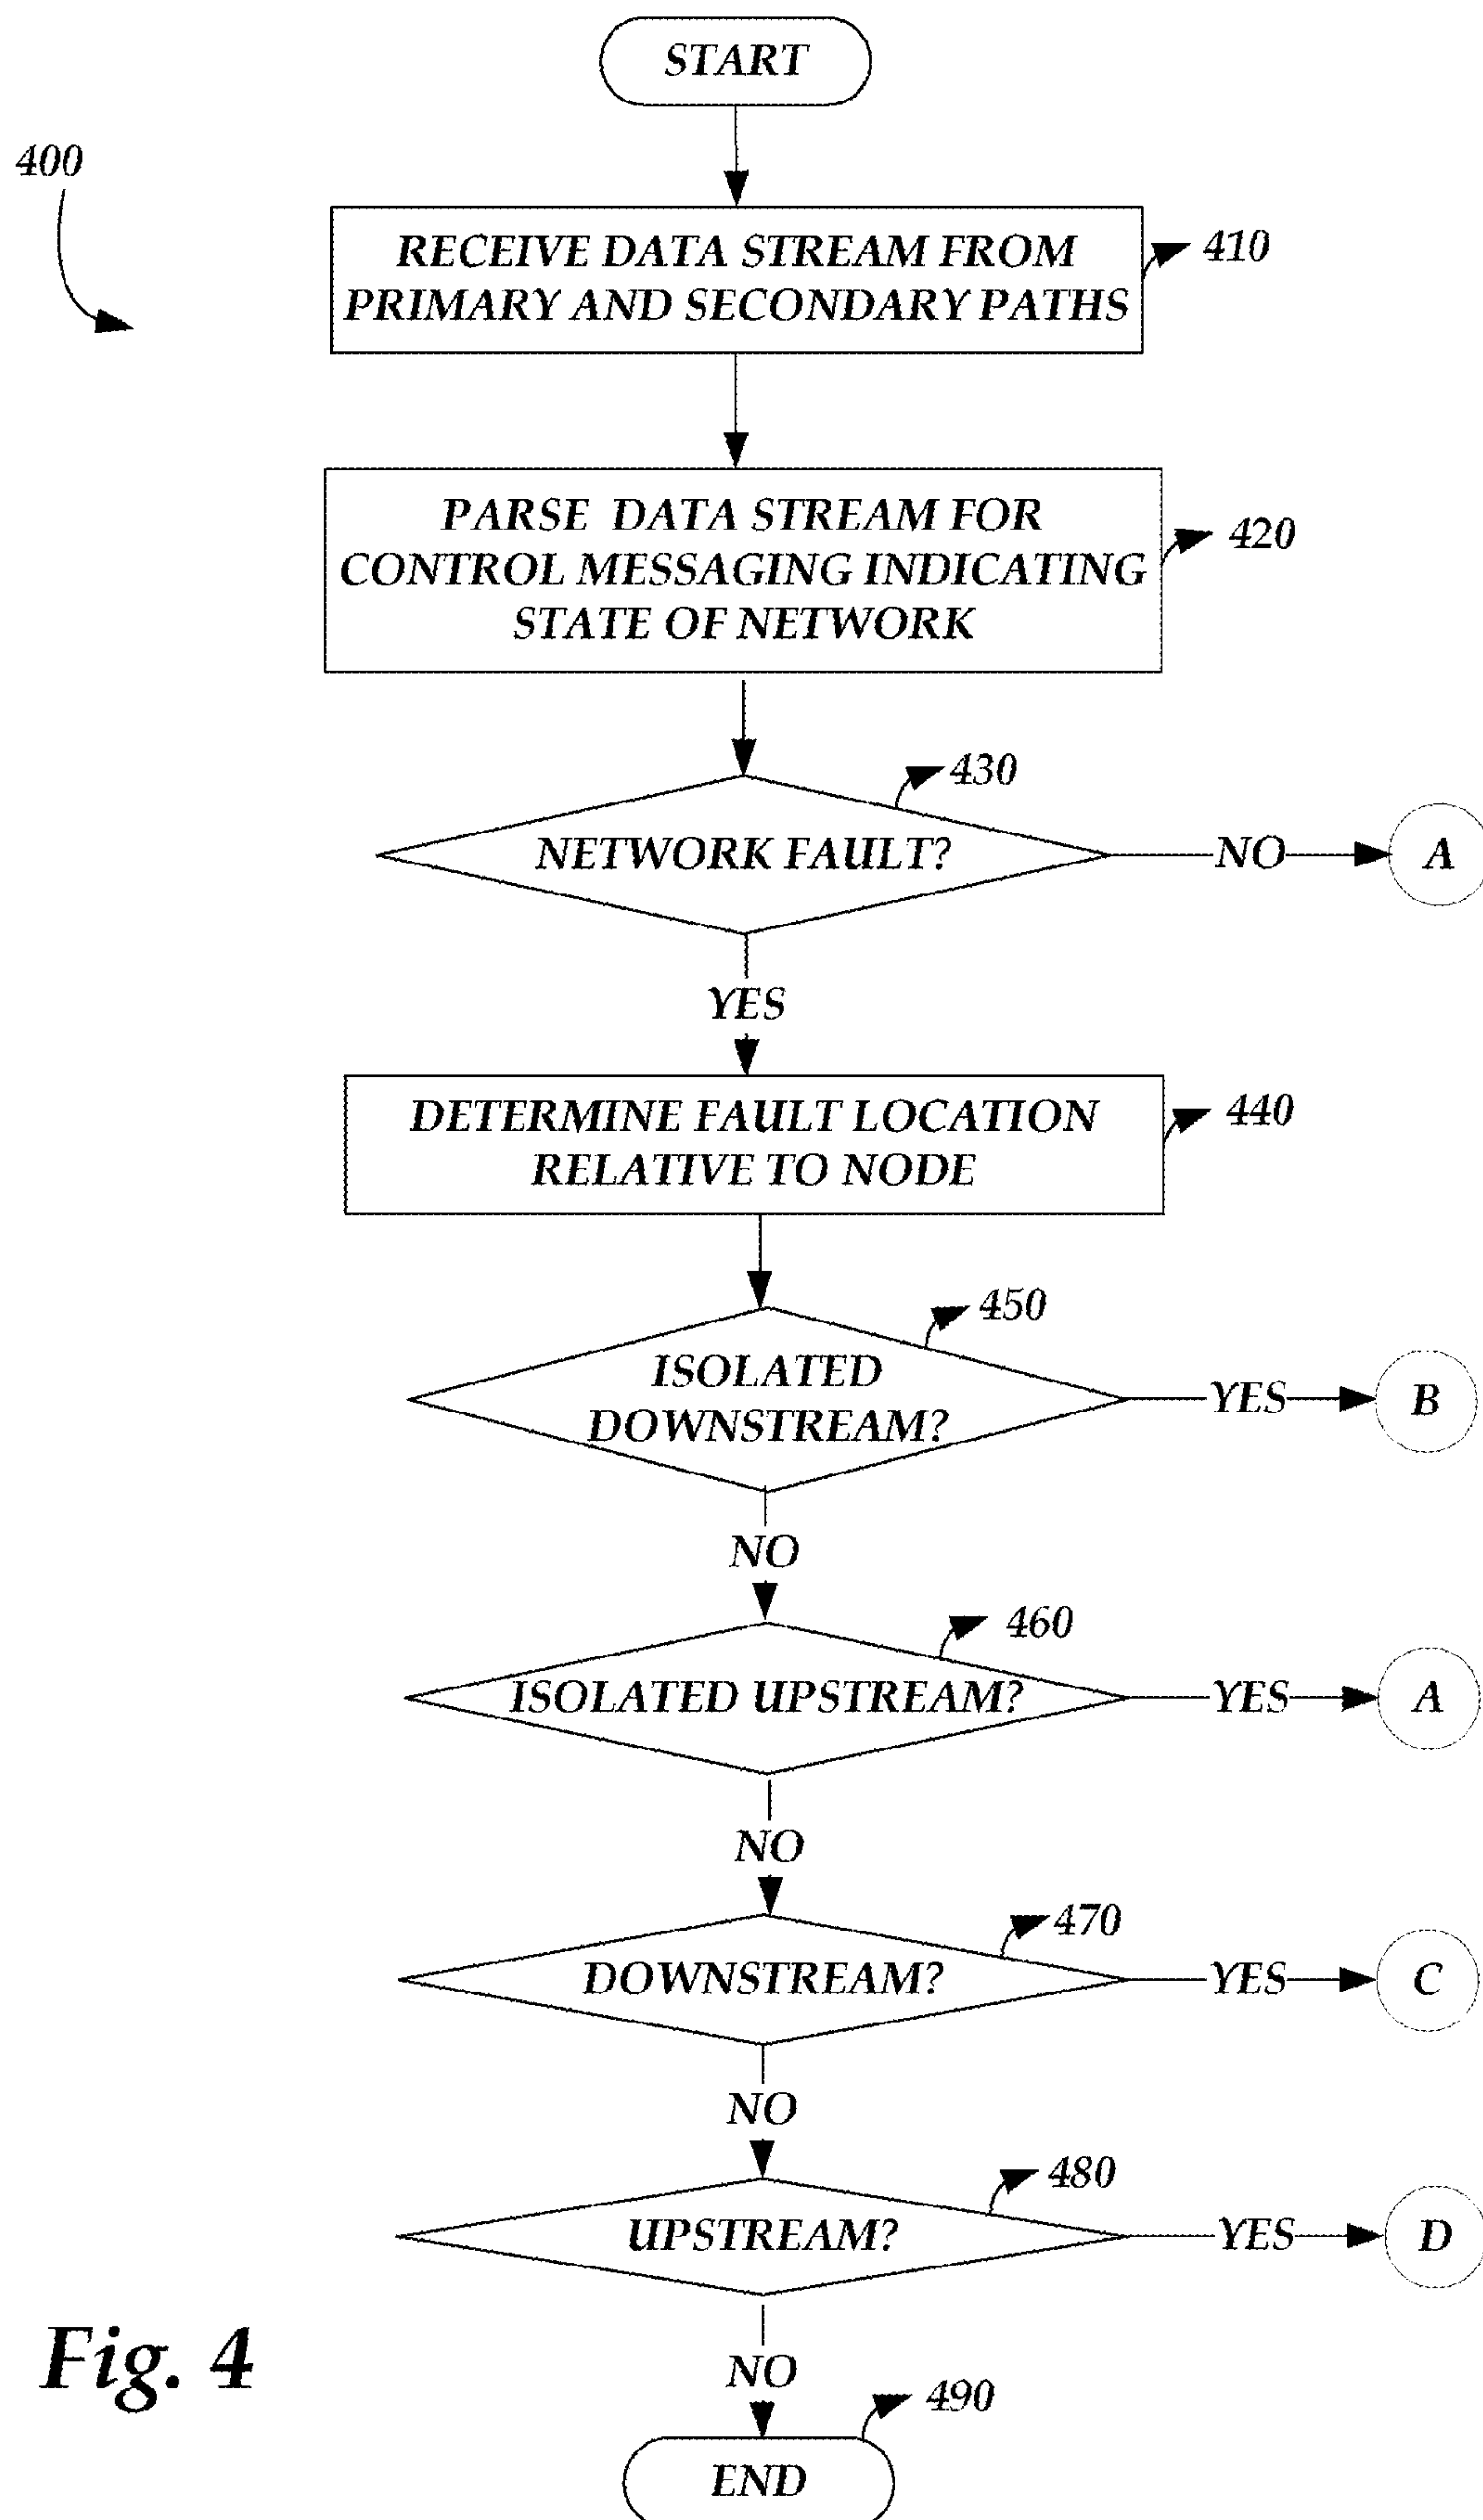 START
400
RECEIVE DATA STREAM FROM
PRIMARY AND SECONDARY PATHS
410
PARSE DATA STREAM FOR
CONTROL MESSAGING INDICATING
STATE OF NETWORK
420
430
NETWORK FAULT?
NO
A
YES
DETERMINE FAULT LOCATION
RELATIVE TO NODE
440
450
ISOLATED
DOWNSTREAM?
YES
B
NO
460
ISOLATED UPSTREAM?
YES
A
NO
470
DOWNSTREAM?
YES
C
NO
480
UPSTREAM?
YES
D
NO
490
END
Fig. 4